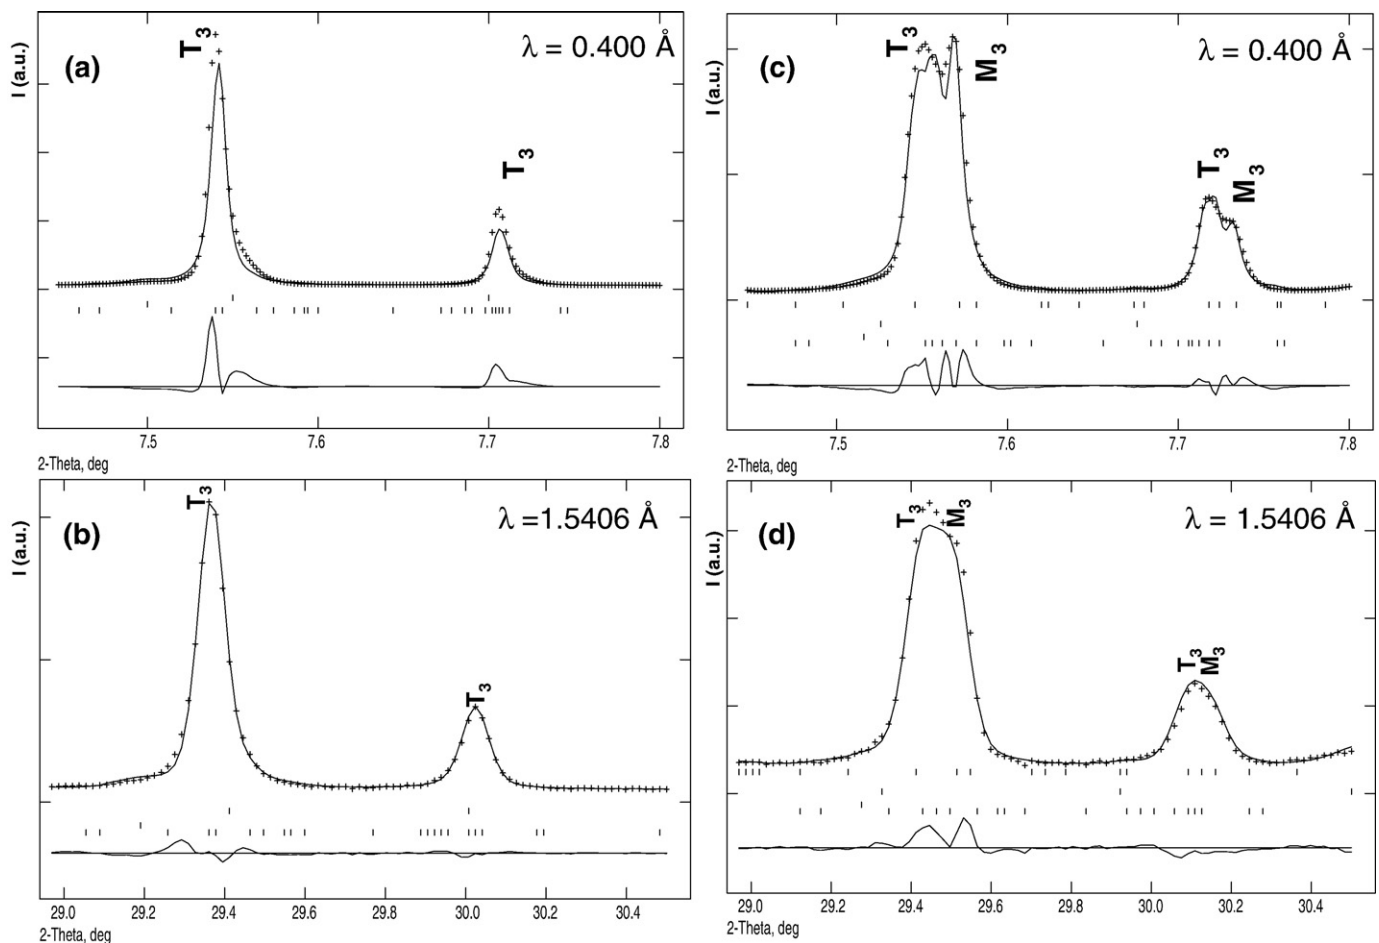 (a)
T3
λ = 0.400 Å
T3
I (a.u.)
7.5 7.6 7.7 7.8
2-Theta, deg
(c)
T3
M3
λ = 0.400 Å
T3
M3
I (a.u.)
7.5 7.6 7.7 7.8
2-Theta, deg
(b)
T3
λ =1.5406 Å
T3
I (a.u.)
29.0 29.2 29.4 29.6 29.8 30.0 30.2 30.4
2-Theta, deg
(d)
T3
M3
λ = 1.5406 Å
T3
M3
I (a.u.)
29.0 29.2 29.4 29.6 29.8 30.0 30.2 30.4
2-Theta, deg